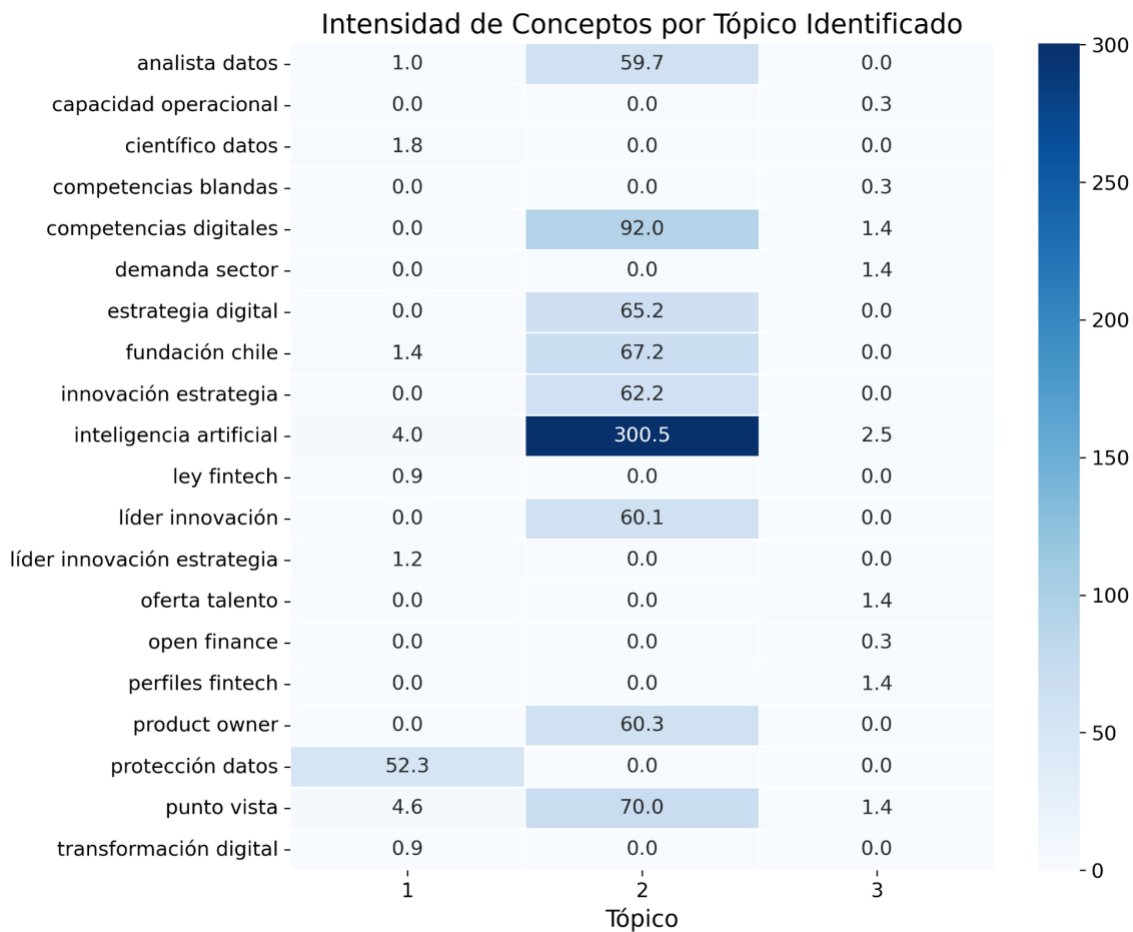 Intensidad de Conceptos por Tópico Identificado
analista datos 1.0 59.7 0.0
capacidad operacional 0.0 0.0 0.3
científico datos 1.8 0.0 0.0
competencias blandas 0.0 0.0 0.3
competencias digitales 0.0 92.0 1.4
demanda sector 0.0 0.0 1.4
estrategia digital 0.0 65.2 0.0
fundación chile 1.4 67.2 0.0
innovación estrategia 0.0 62.2 0.0
inteligencia artificial 4.0 300.5 2.5
ley fintech 0.9 0.0 0.0
líder innovación 0.0 60.1 0.0
líder innovación estrategia 1.2 0.0 0.0
oferta talento 0.0 0.0 1.4
open finance 0.0 0.0 0.3
perfiles fintech 0.0 0.0 1.4
product owner 0.0 60.3 0.0
protección datos 52.3 0.0 0.0
punto vista 4.6 70.0 1.4
transformación digital 0.9 0.0 0.0
1 2 3
Tópico
300
250
200
150
100
50
0